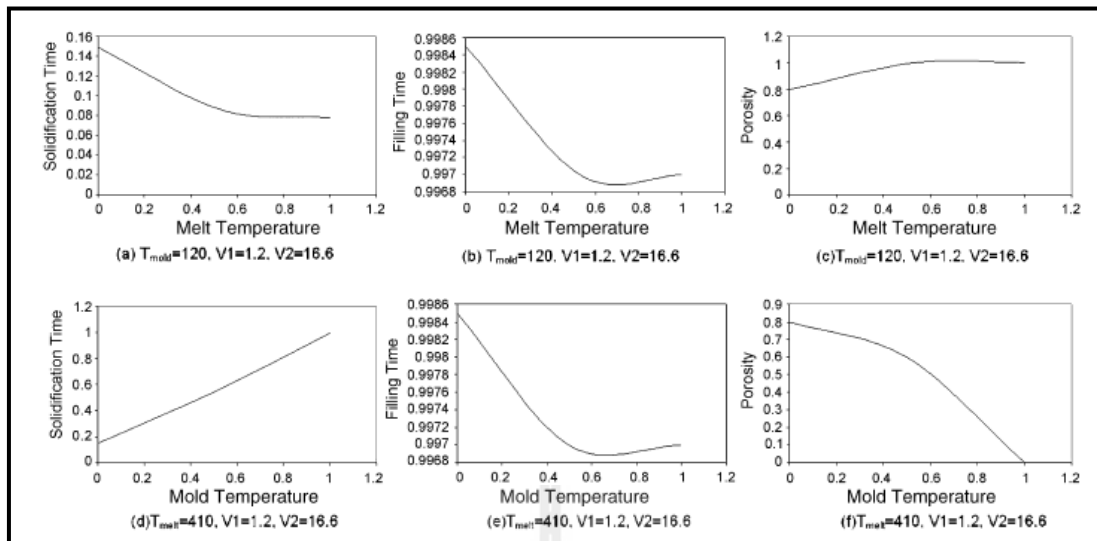 Solidification Time
0.16
0.14
0.12
0.1
0.08
0.06
0.04
0.02
0
0 0.2 0.4 0.6 0.8 1 1.2
Melt Temperature
(a) Tmold=120, V1=1.2, V2=16.6
Filling Time
0.9986
0.9984
0.9982
0.998
0.9978
0.9976
0.9974
0.9972
0.997
0.9968
0 0.2 0.4 0.6 0.8 1 1.2
Melt Temperature
(b) Tmold=120, V1=1.2, V2=16.6
Porosity
1.2
1
0.8
0.6
0.4
0.2
0
0 0.2 0.4 0.6 0.8 1 1.2
Melt Temperature
(c)Tmold=120, V1=1.2, V2=16.6
Solidification Time
1.2
1
0.8
0.6
0.4
0.2
0
0 0.2 0.4 0.6 0.8 1 1.2
Mold Temperature
(d)Tmelt=410, V1=1.2, V2=16.6
Filling Time
0.9986
0.9984
0.9982
0.998
0.9978
0.9976
0.9974
0.9972
0.997
0.9968
0 0.2 0.4 0.6 0.8 1 1.2
Mold Temperature
(e)Tmelt=410, V1=1.2, V2=16.6
Porosity
0.9
0.8
0.7
0.6
0.5
0.4
0.3
0.2
0.1
0
0 0.2 0.4 0.6 0.8 1 1.2
Mold Temperature
(f)Tmelt=410, V1=1.2, V2=16.6